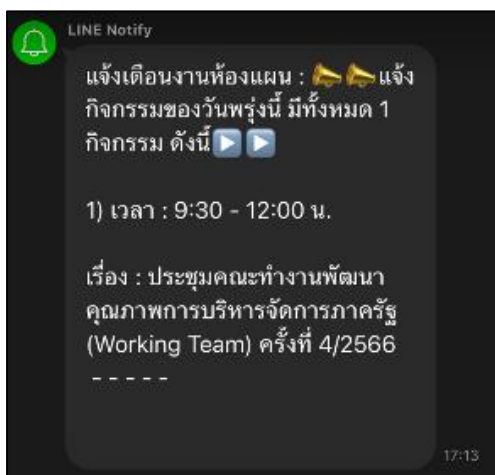 LINE Notify
แจ้งเตือนงานห้องแผน : 📣📣แจ้ง
กิจกรรมของวันพรุ่งนี้ มีทั้งหมด 1
กิจกรรม ดังนี้▶️▶️
1) เวลา : 9:30 - 12:00 น.
เรื่อง : ประชุมคณะทำงานพัฒนา
คุณภาพการบริหารจัดการภาครัฐ
(Working Team) ครั้งที่ 4/2566
- - - - -
17:13